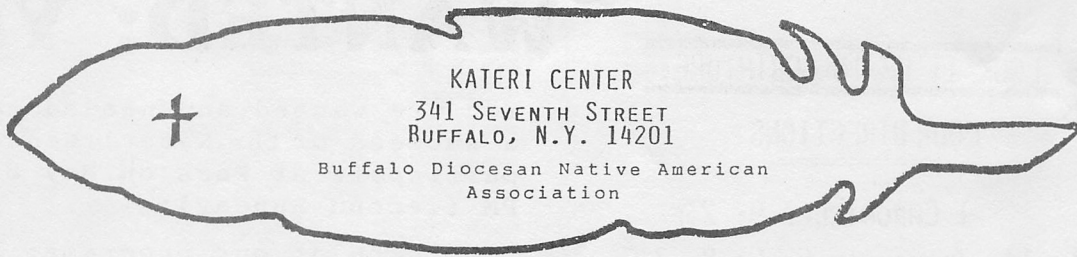 KATERI CENTER
341 SEVENTH STREET
BUFFALO, N.Y. 14201
Buffalo Diocesan Native American
Association